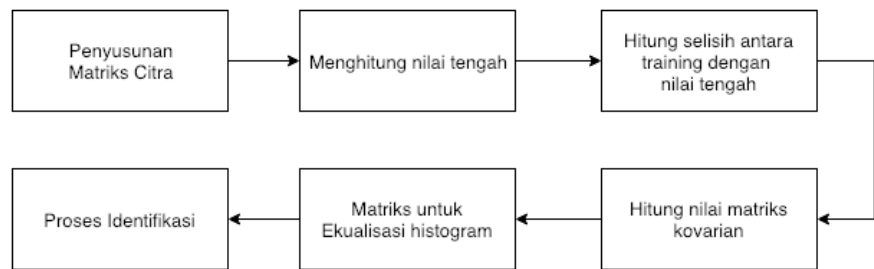 Penyusunan
Matriks Citra
Menghitung nilai tengah
Hitung selisih antara
training dengan
nilai tengah
Hitung nilai matriks
kovarian
Matriks untuk
Ekualisasi histogram
Proses Identifikasi